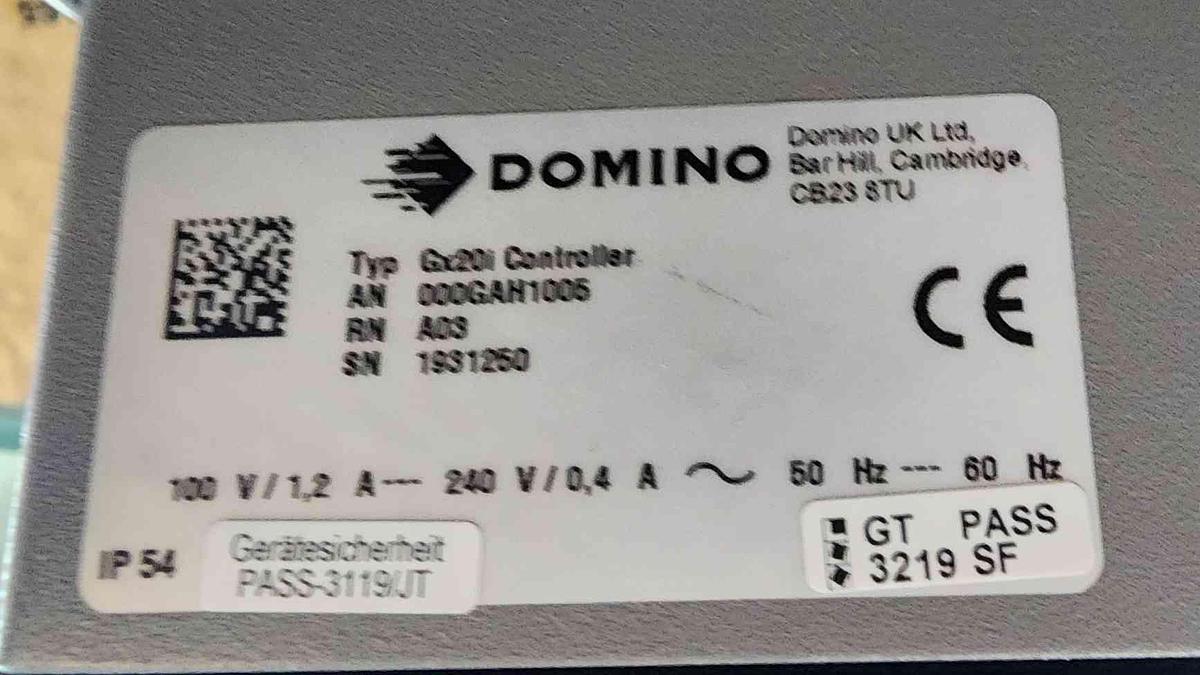 DOMINO
Domino UK Ltd,
Bar Hill, Cambridge,
CB23 8TU
Typ Gx20i Controller
AN 000GAH1005
RN A03
SN 1931250
CE
100 V / 1,2 A --- 240 V / 0,4 A ~ 50 Hz --- 60 Hz
IP 54
Gerätesicherheit
PASS-3119/JT
GT PASS
3219 SF